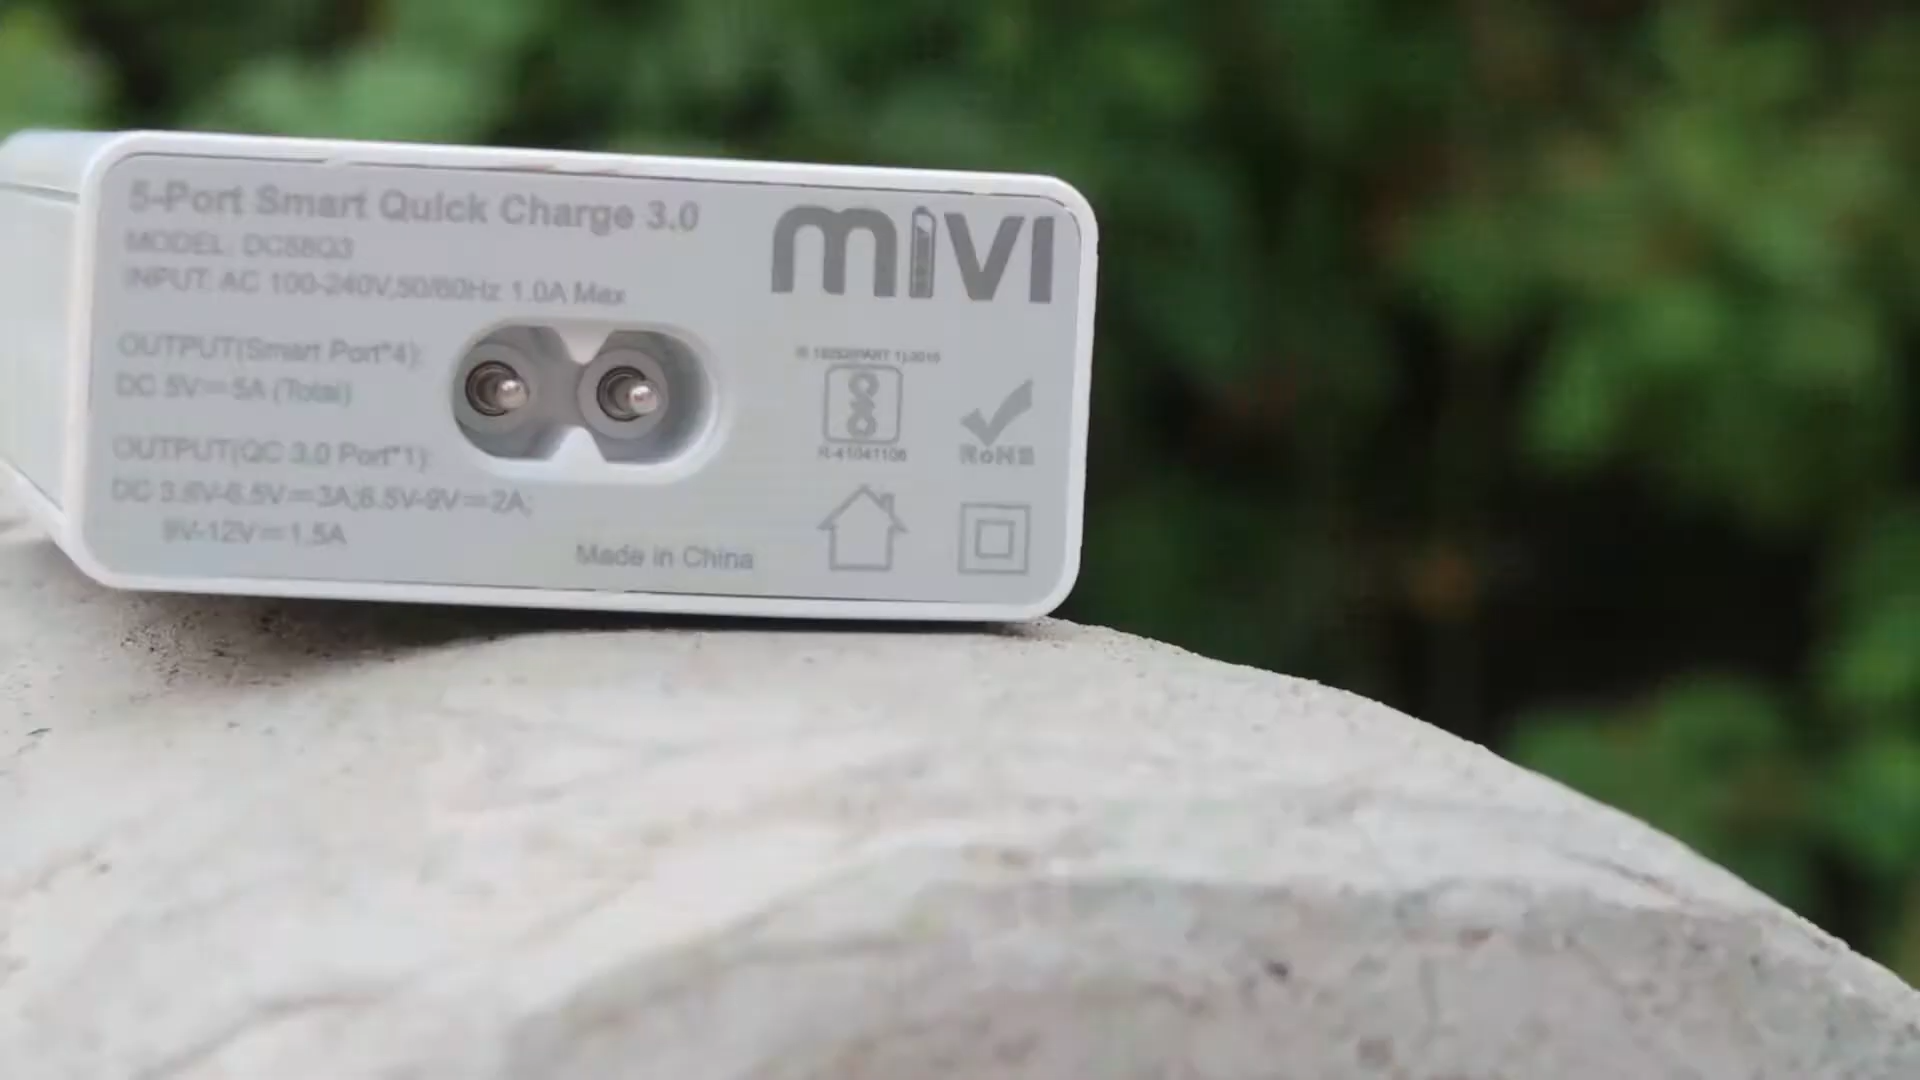 5-Port Smart Quick Charge 3.0
mivi
MODEL:
INPUT: AC 100-240V,50/60Hz 1.0A Max
OUTPUT(Smart Port*4):
DC 5V⎓5A (Total)
OUTPUT(QC 3.0 Port*1):
DC 3.6V-6.5V⎓3A;6.5V-9V⎓2A;
9V-12V⎓1.5A
Made in China
R-41041106
RoHS